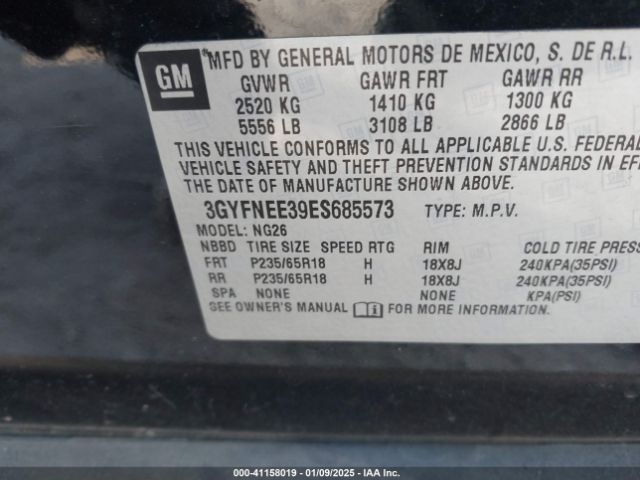 GM
MFD BY GENERAL MOTORS DE MEXICO, S. DE R.L.
GVWR GAWR FRT GAWR RR
2520 KG 1410 KG 1300 KG
5556 LB 3108 LB 2866 LB
THIS VEHICLE CONFORMS TO ALL APPLICABLE U.S. FEDERAL
VEHICLE SAFETY AND THEFT PREVENTION STANDARDS IN EFF
THE DATE OF MANUFACTURE SHOWN ABOVE.
3GYFNEE39ES685573 TYPE: M.P.V.
MODEL: NG26
NBBD TIRE SIZE SPEED RTG RIM COLD TIRE PRESS
FRT P235/65R18 H 18X8J 240KPA(35PSI)
RR P235/65R18 H 18X8J 240KPA(35PSI)
SPA NONE NONE KPA(PSI)
SEE OWNER'S MANUAL FOR MORE INFORMATION.
000-41158019 | 01/09/2025 - IAA Inc.